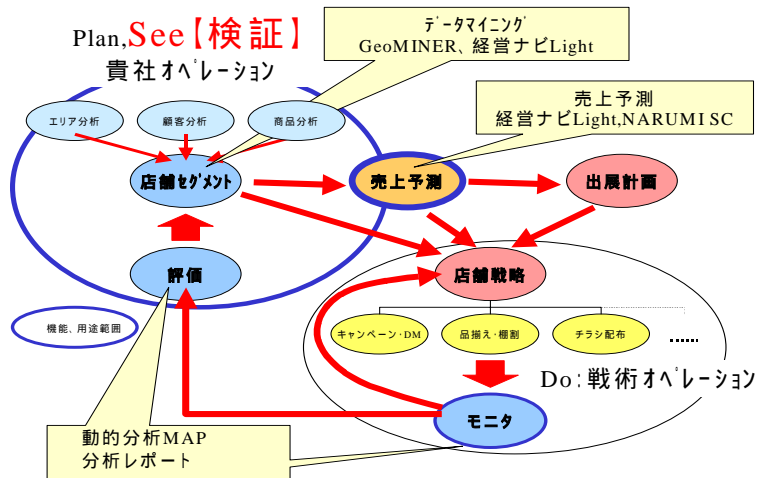 Plan,See【検証】
貴社オペレーション
データマイニング
GeoMINER、経営ナビLight
売上予測
経営ナビLight,NARUMI SC
エリア分析
顧客分析
商品分析
店舗セグメント
売上予測
出展計画
評価
店舗戦略
機能、用途範囲
キャンペーン・DM
品揃え・棚割
チラシ配布
......
Do:戦術オペレーション
モニタ
動的分析MAP
分析レポート